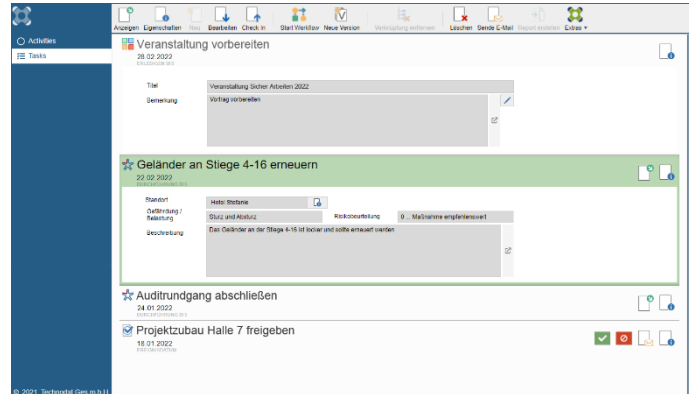 Anzeigen Eigenschaften Neu Bearbeiten Check In Start Workflow Neue Version Verknüpfung entfernen Löschen Sende E-Mail Report erstellen Extras
Activities
Tasks
Veranstaltung vorbereiten
28.02.2022
Titel
Veranstaltung Sicher Arbeiten 2022
Bemerkung
Vortrag vorbereiten
Geländer an Stiege 4-16 erneuern
22.02.2022
Standort
Hotel Stefanie
Gefährdung /
Belastung
Sturz und Absturz
Risikobeurteilung
0 ... Maßnahme empfehlenswert
Beschreibung
Das Geländer an der Stiege 4-16 ist locker und sollte erneuert werden
Auditrundgang abschließen
24.01.2022
Projektzubau Halle 7 freigeben
18.01.2022
© 2021 Technodat Ges.m.b.H